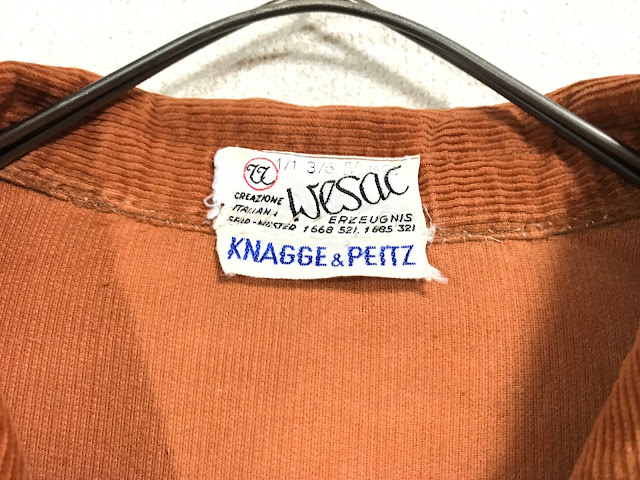 1/1 3/6
Wesac
CREAZIONE
ITALIANA
ERZEUGNIS
1 668 521. 1 685 321
KNAGGE & PEITZ